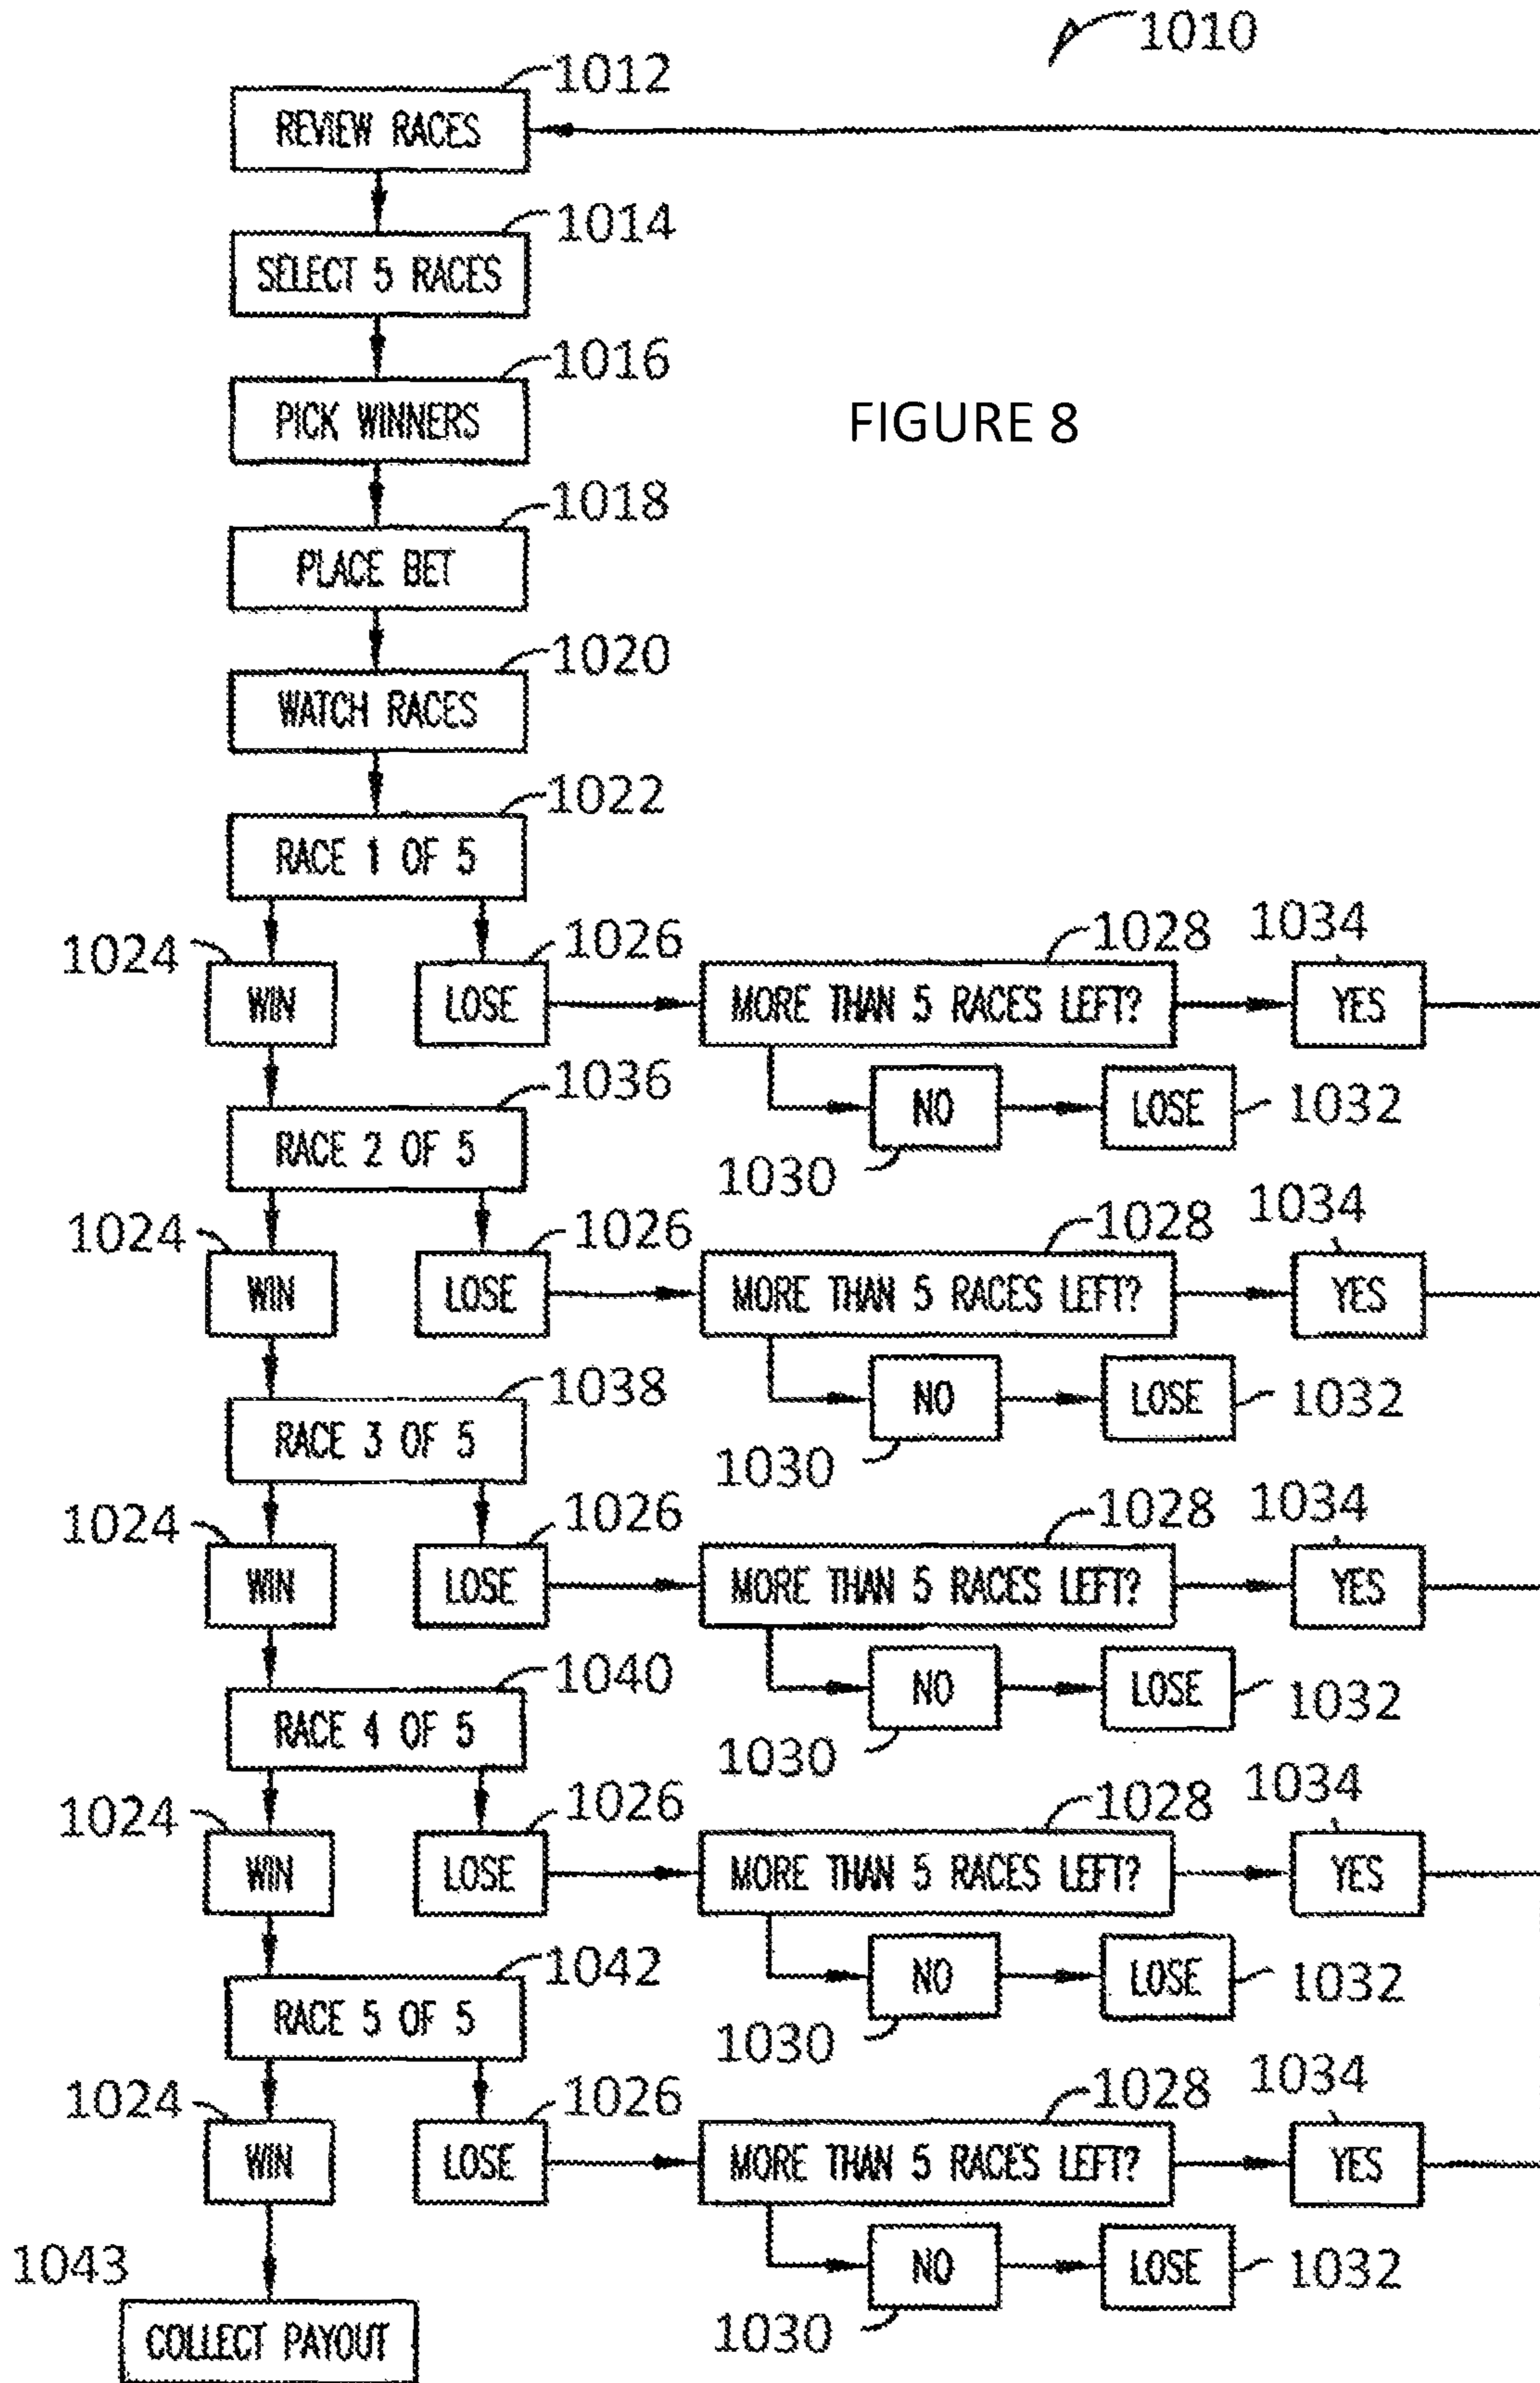 1010
1012
REVIEW RACES
1014
SELECT 5 RACES
1016
PICK WINNERS
FIGURE 8
1018
PLACE BET
1020
WATCH RACES
1022
RACE 1 OF 5
1024
WIN
1026
LOSE
1028
MORE THAN 5 RACES LEFT?
1034
YES
NO
1030
LOSE
1032
1036
RACE 2 OF 5
1024
WIN
1026
LOSE
1028
MORE THAN 5 RACES LEFT?
1034
YES
NO
1030
LOSE
1032
1038
RACE 3 OF 5
1024
WIN
1026
LOSE
1028
MORE THAN 5 RACES LEFT?
1034
YES
NO
1030
LOSE
1032
1040
RACE 4 OF 5
1024
WIN
1026
LOSE
1028
MORE THAN 5 RACES LEFT?
1034
YES
NO
1030
LOSE
1032
1042
RACE 5 OF 5
1024
WIN
1026
LOSE
1028
MORE THAN 5 RACES LEFT?
1034
YES
NO
1030
LOSE
1032
1043
COLLECT PAYOUT